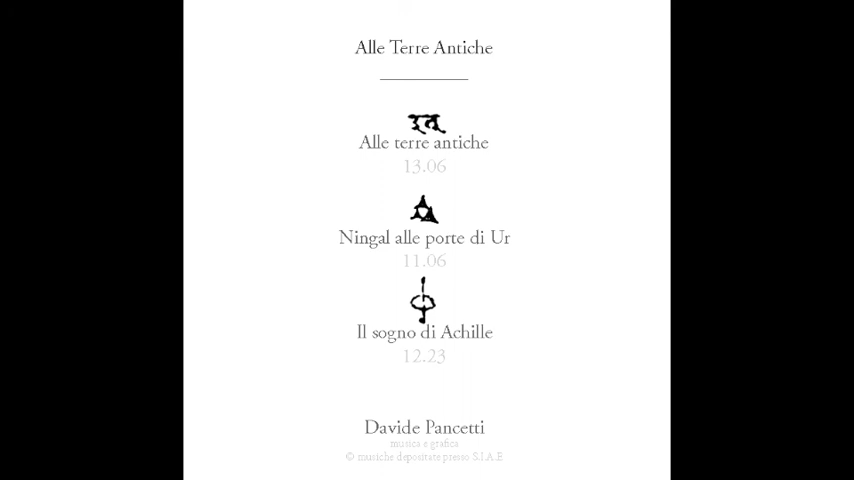 Alle Terre Antiche
Alle terre antiche
13.06
Ningal alle porte di Ur
11.06
Il sogno di Achille
12.23
Davide Pancetti
musica e grafica
© musiche depositate presso S.I.A.E